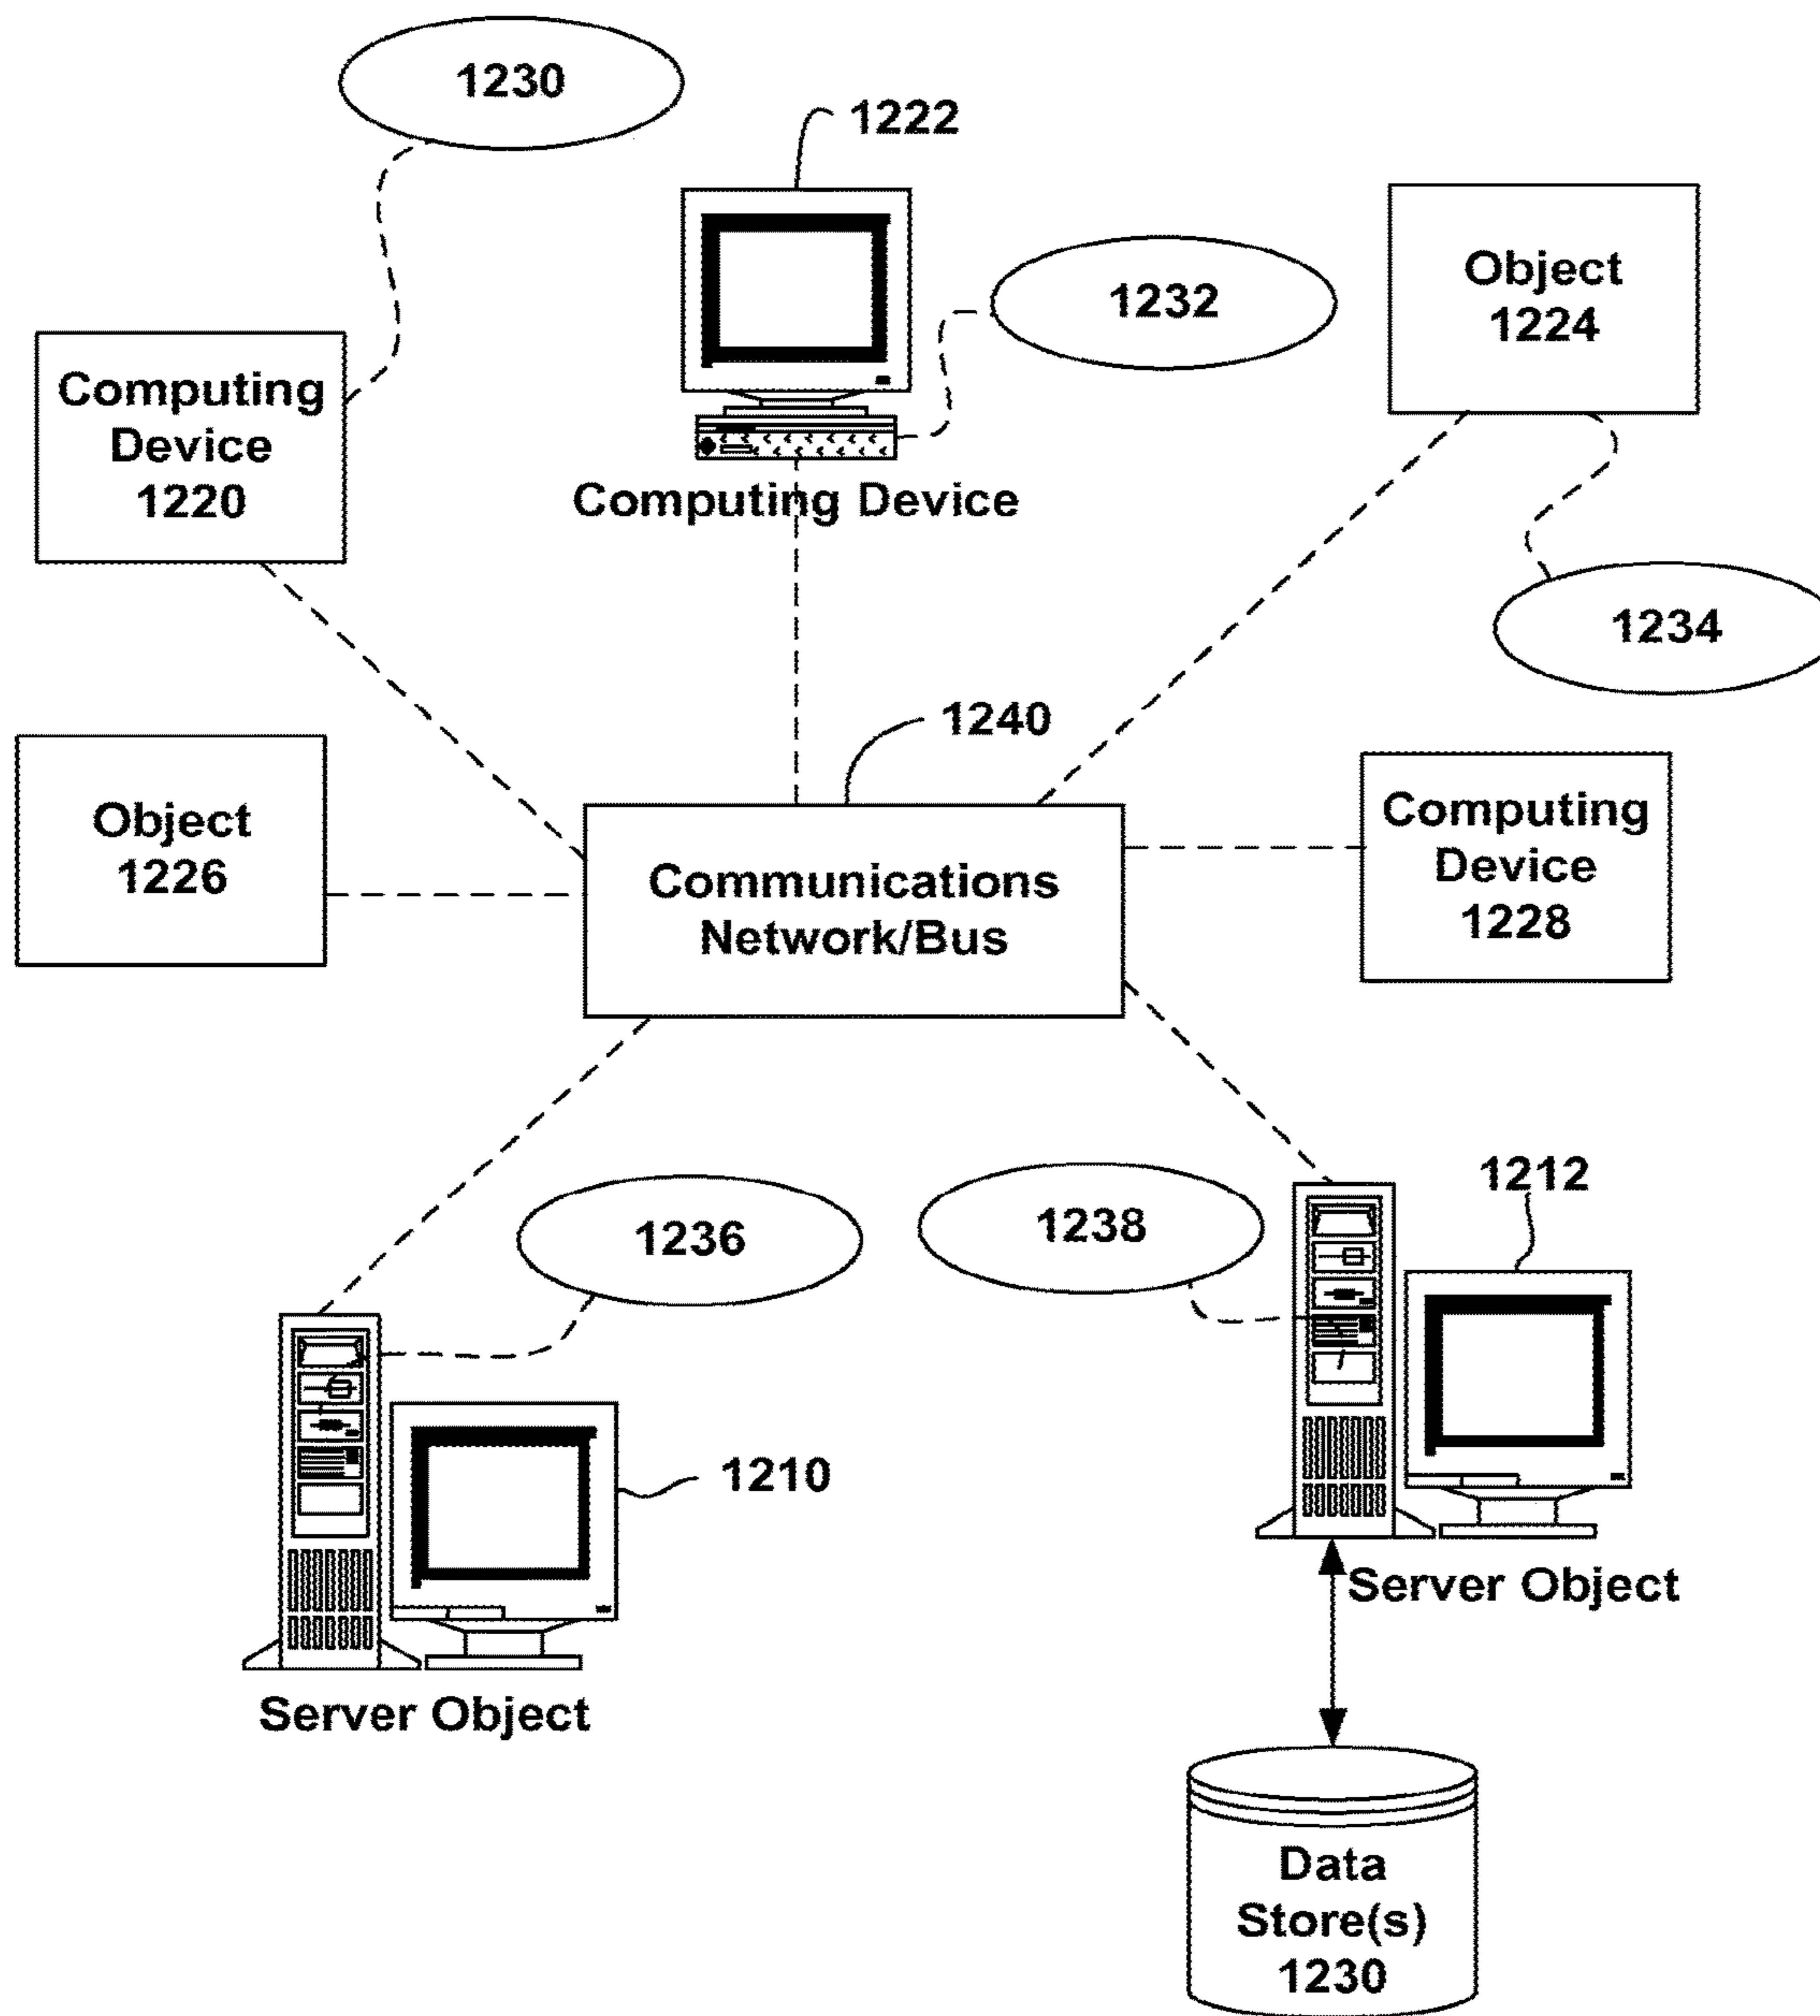 1230
1222
Object
1224
1232
Computing
Device
1220
Computing Device
1234
1240
Object
1226
Computing
Device
1228
Communications
Network/Bus
1212
1236
1238
1210
Server Object
Server Object
Data
Store(s)
1230